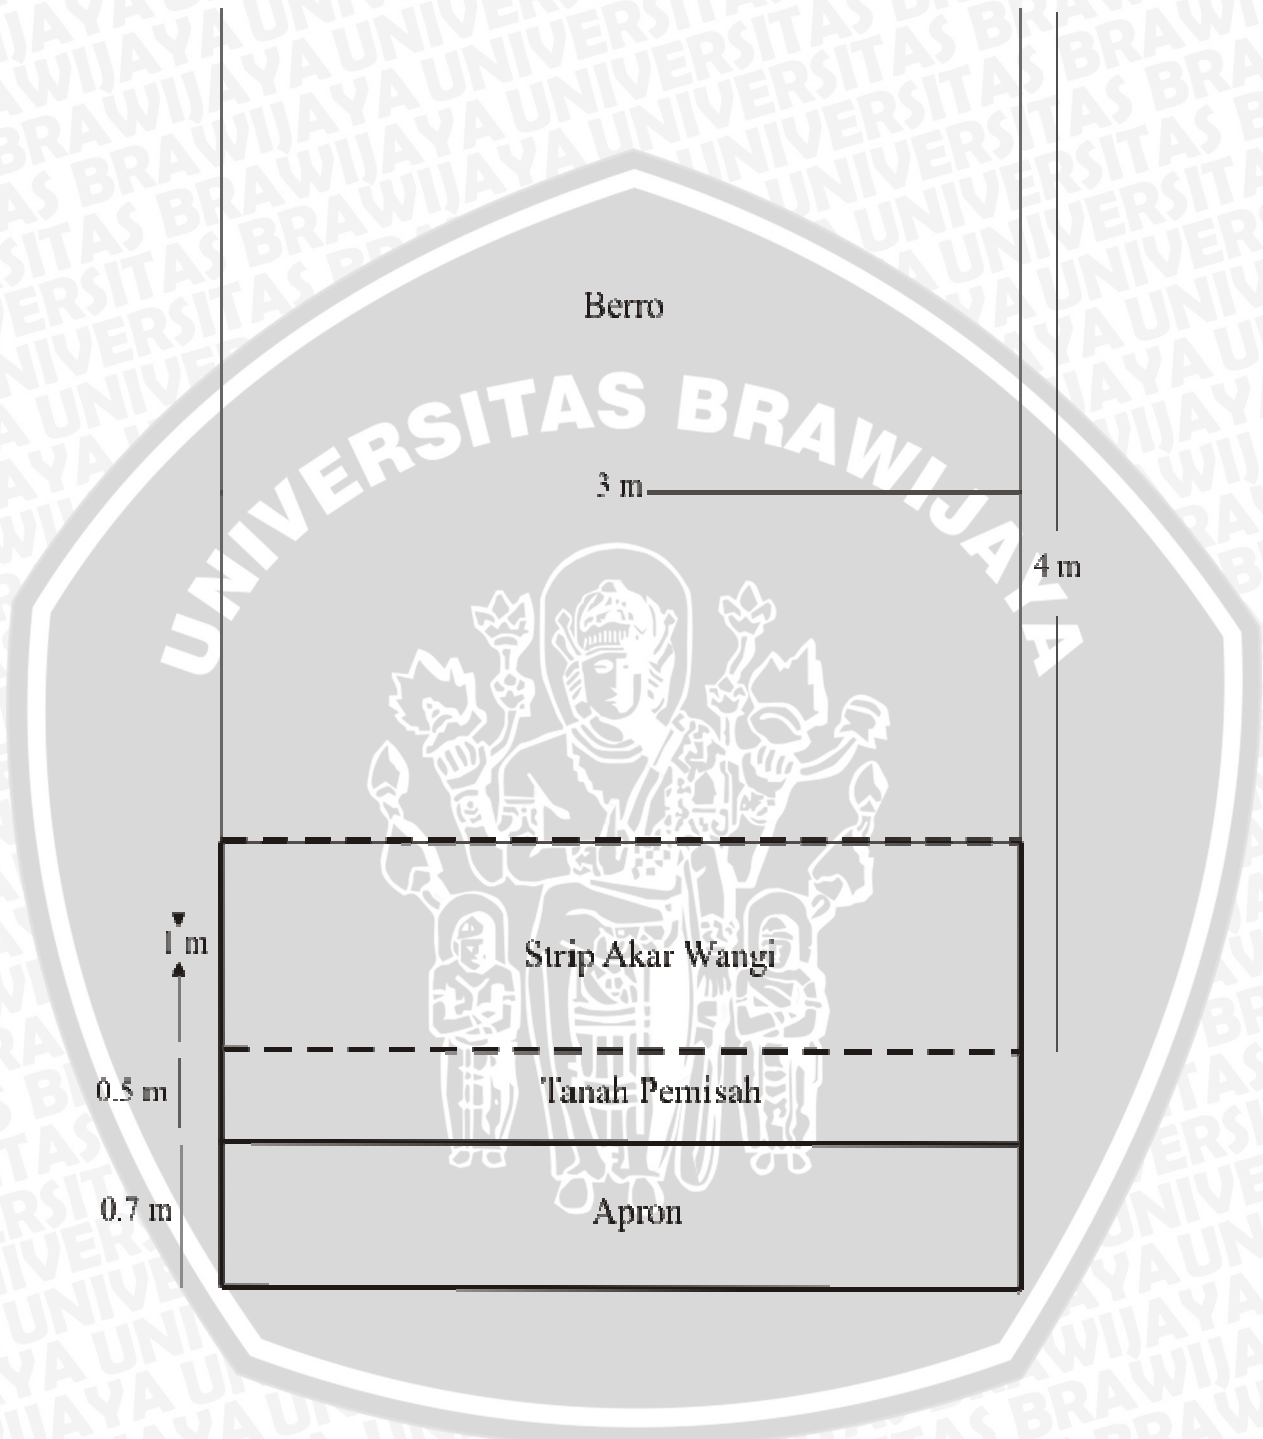 Berro
UNIVERSITAS BRAWIJAYA
3 m
4 m
1 m
Strip Akar Wangi
0.5 m
Tanah Pemisah
0.7 m
Apron